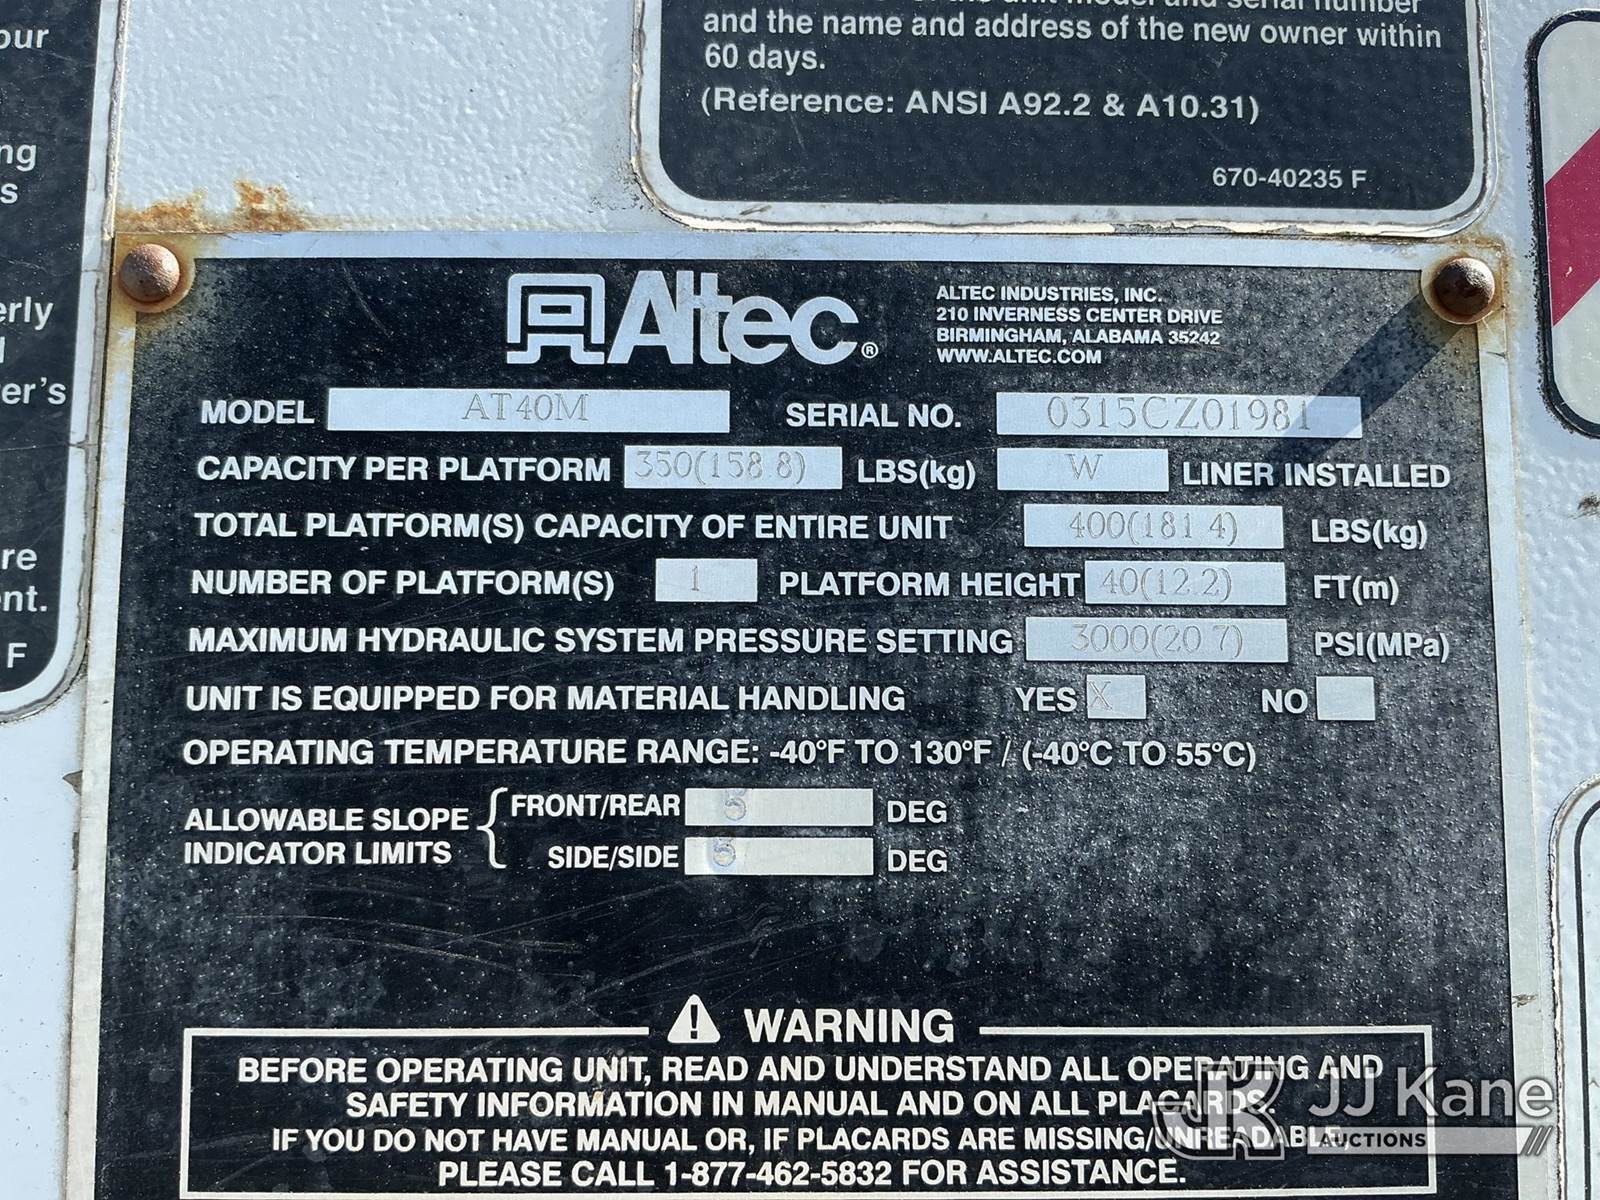 our
ng
s
erly
er's
re
ent.
F
and the name and address of the new owner within
60 days.
(Reference: ANSI A92.2 & A10.31)
670-40235 F
Altec®
ALTEC INDUSTRIES, INC.
210 INVERNESS CENTER DRIVE
BIRMINGHAM, ALABAMA 35242
WWW.ALTEC.COM
MODEL AT40M SERIAL NO. 0315CZ01981
CAPACITY PER PLATFORM 350(158.8) LBS(kg) W LINER INSTALLED
TOTAL PLATFORM(S) CAPACITY OF ENTIRE UNIT 400(181.4) LBS(kg)
NUMBER OF PLATFORM(S) 1 PLATFORM HEIGHT 40(12.2) FT(m)
MAXIMUM HYDRAULIC SYSTEM PRESSURE SETTING 3000(20.7) PSI(MPa)
UNIT IS EQUIPPED FOR MATERIAL HANDLING YES X NO
OPERATING TEMPERATURE RANGE: -40°F TO 130°F / (-40°C TO 55°C)
ALLOWABLE SLOPE INDICATOR LIMITS { FRONT/REAR 5 DEG
SIDE/SIDE 5 DEG
WARNING
BEFORE OPERATING UNIT, READ AND UNDERSTAND ALL OPERATING AND
SAFETY INFORMATION IN MANUAL AND ON ALL PLACARDS.
IF YOU DO NOT HAVE MANUAL OR, IF PLACARDS ARE MISSING/UNREADABLE,
PLEASE CALL 1-877-462-5832 FOR ASSISTANCE.
JJ Kane
AUCTIONS